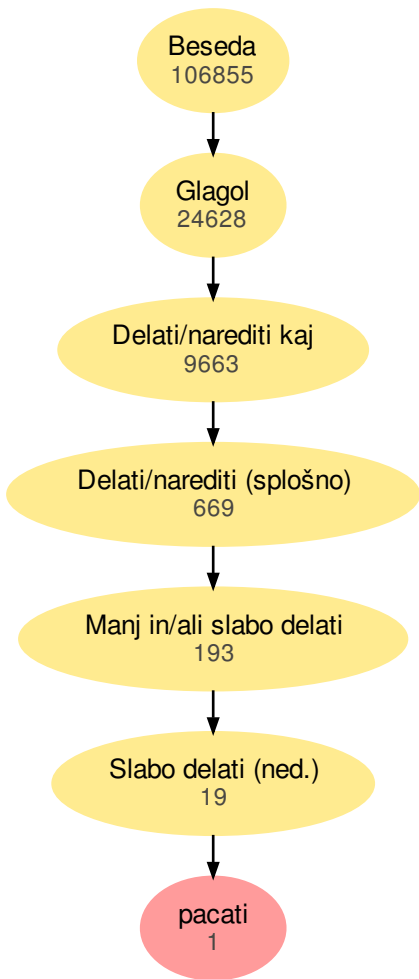 Beseda
106855
Glagol
24628
Delati/narediti kaj
9663
Delati/narediti (splošno)
669
Manj in/ali slabo delati
193
Slabo delati (ned.)
19
pacati
1